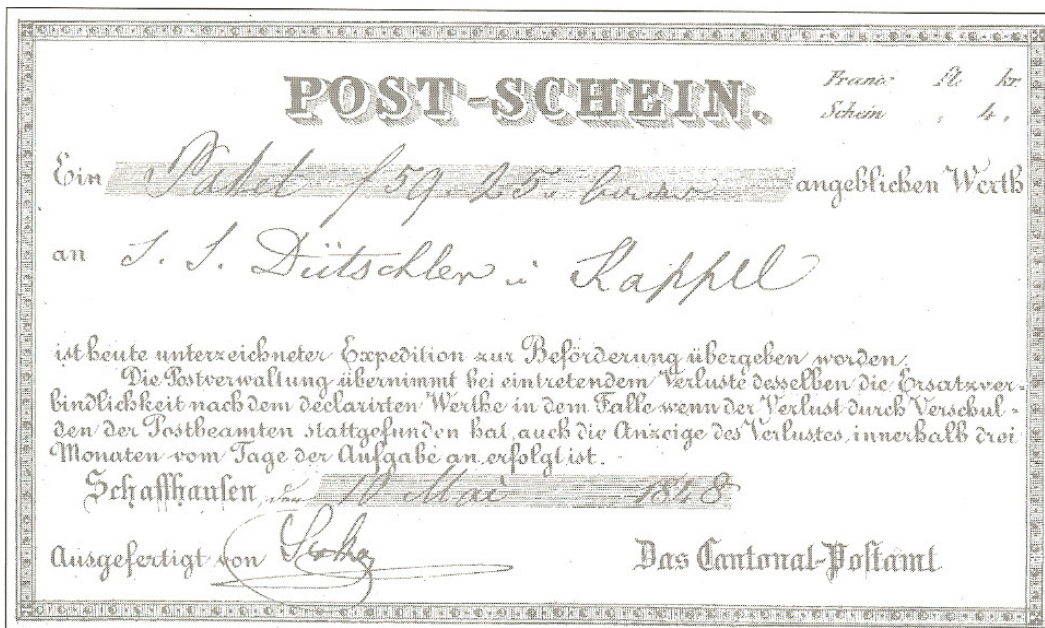 POST-SCHEIN.
Franco: fl. kr.
Schein „ 4.
Ein Paket f 59. 25. angeblichen Werth
an J. J. Dütschler i Kappel
ist heute unterzeichneter Expedition zur Beförderung übergeben worden.
Die Postverwaltung übernimmt bei eintretendem Verluste desselben die Ersatzver-
bindlichkeit nach dem declarirten Werthe in dem Falle wenn der Verlust durch Verschul-
den der Postbeamten stattgefunden hat, auch die Anzeige des Verlustes, innerhalb drei
Monaten vom Tage der Aufgabe an, erfolgt ist.
Schaffhausen den 10 Mai 1848
Ausgefertigt von
Das Cantonal-Postamt